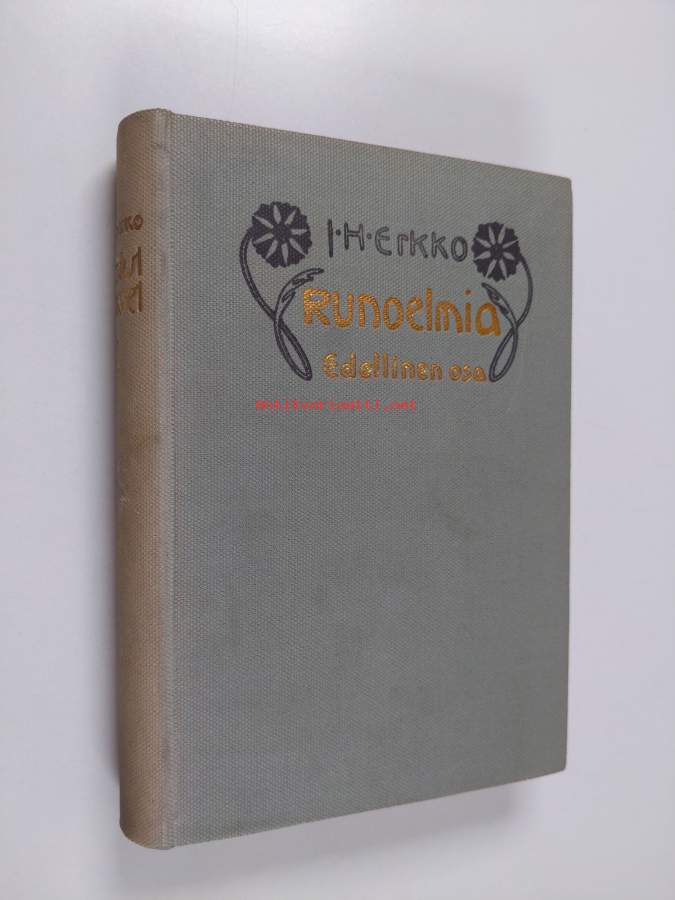 J·H·Erkko
Runoelmia
Edellinen osa
Antikvariaatti.net